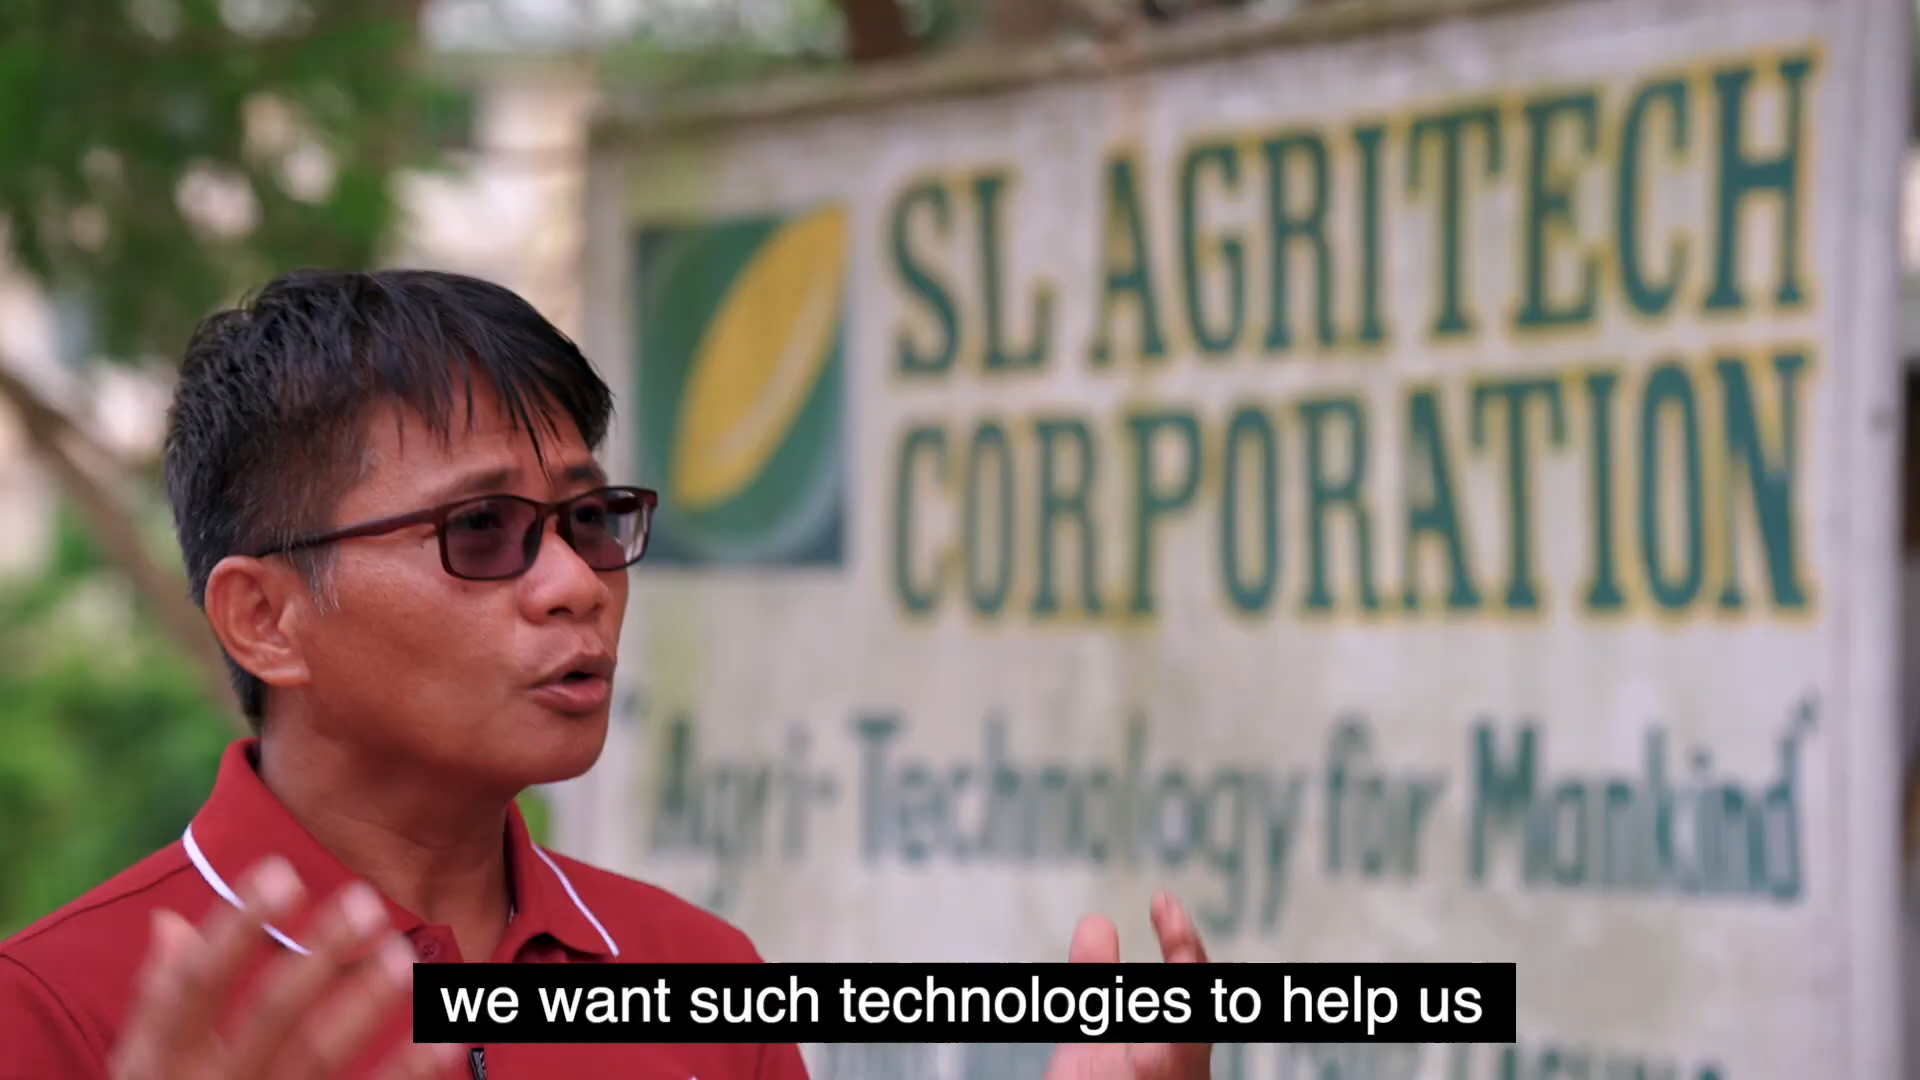 SL AGRITECH
CORPORATION
"Agri-Technology for Mankind"
we want such technologies to help us